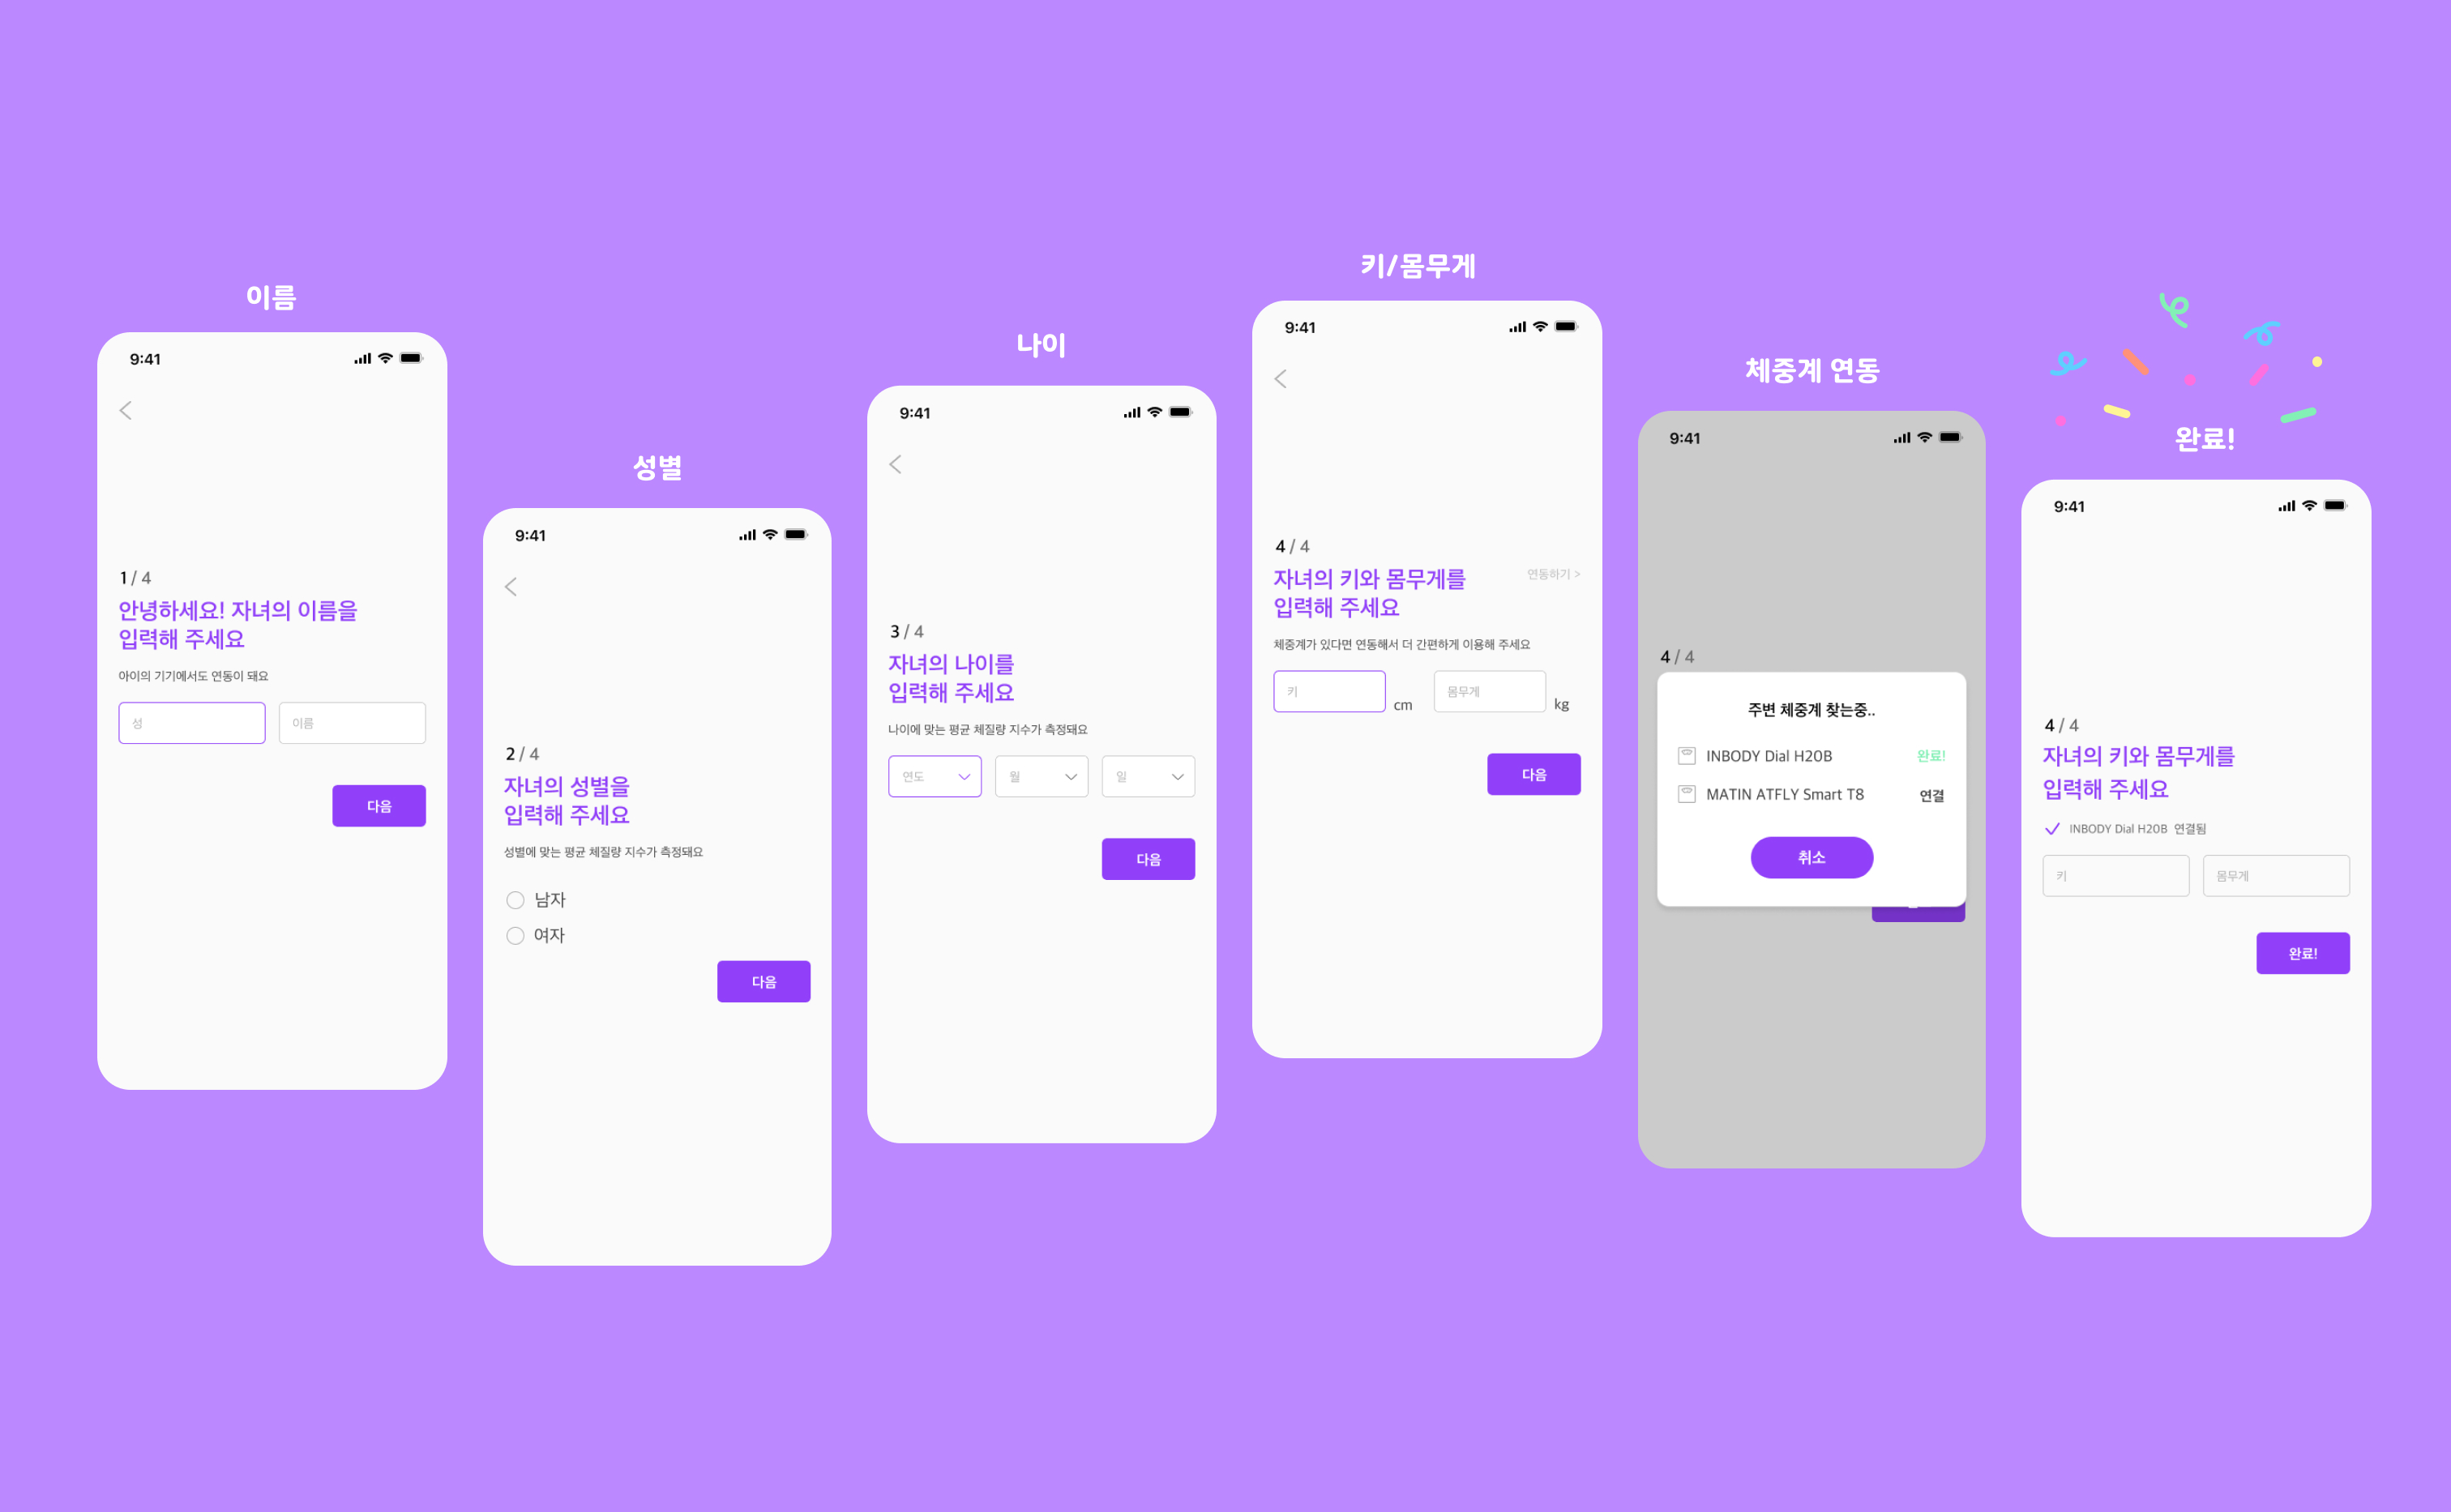 이름
9:41
1 / 4
안녕하세요! 자녀의 이름을
입력해 주세요
아이의 기기에서도 연동이 돼요
성
이름
다음
성별
9:41
2 / 4
자녀의 성별을
입력해 주세요
성별에 맞는 평균 체질량 지수가 측정돼요
남자
여자
다음
나이
9:41
3 / 4
자녀의 나이를
입력해 주세요
나이에 맞는 평균 체질량 지수가 측정돼요
연도
월
일
다음
키/몸무게
9:41
4 / 4
자녀의 키와 몸무게를
연동하기 >
입력해 주세요
체중계가 있다면 연동해서 더 간편하게 이용해 주세요
키
cm
몸무게
kg
다음
체중계 연동
9:41
4 / 4
주변 체중계 찾는중..
INBODY Dial H20B
완료!
MATIN ATFLY Smart T8
연결
취소
완료!
9:41
4 / 4
자녀의 키와 몸무게를
입력해 주세요
INBODY Dial H20B 연결됨
키
몸무게
완료!